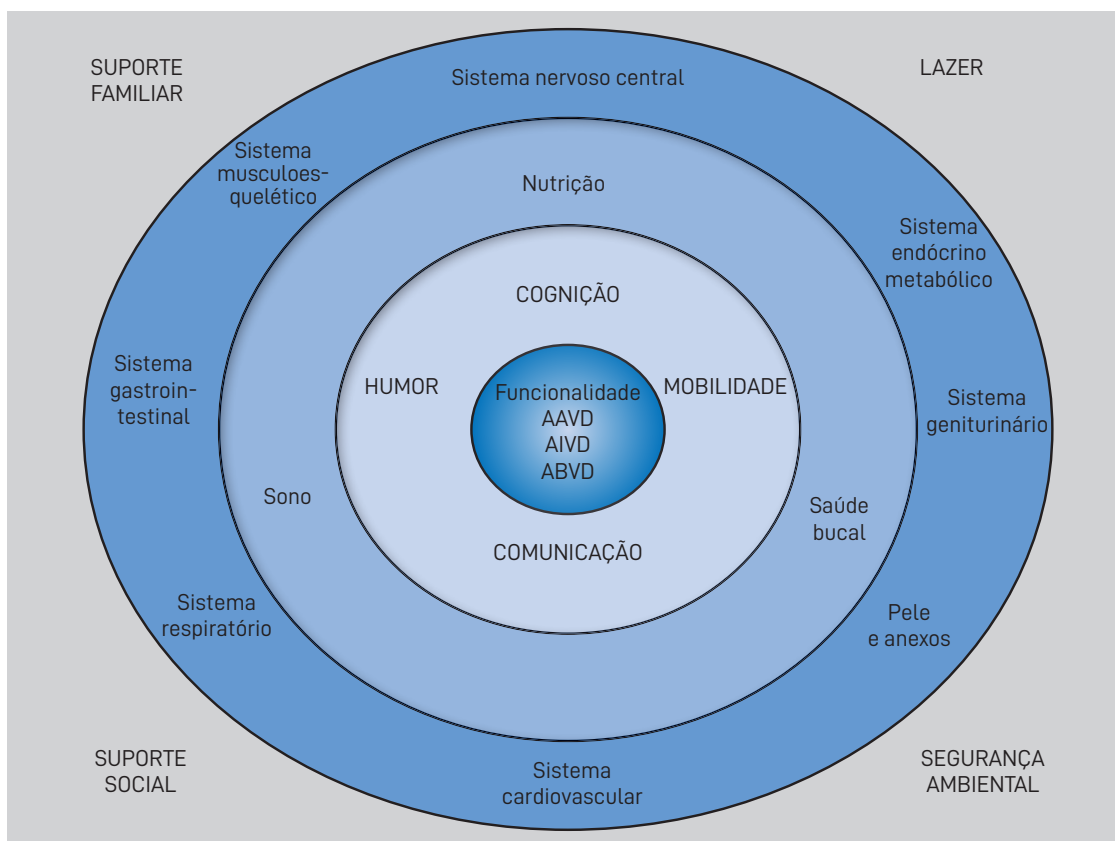 SUPORTE
FAMILIAR
LAZER
Sistema nervoso central
Sistema
musculoes-
quelético
Nutrição
Sistema
endócrino
metabólico
COGNIÇÃO
HUMOR
MOBILIDADE
Funcionalidade
AAVD
AIVD
ABVD
Sistema
gastroin-
testinal
Sistema
geniturinário
Sono
Saúde
bucal
COMUNICAÇÃO
Sistema
respiratório
Pele
e anexos
SUPORTE
SOCIAL
Sistema
cardiovascular
SEGURANÇA
AMBIENTAL